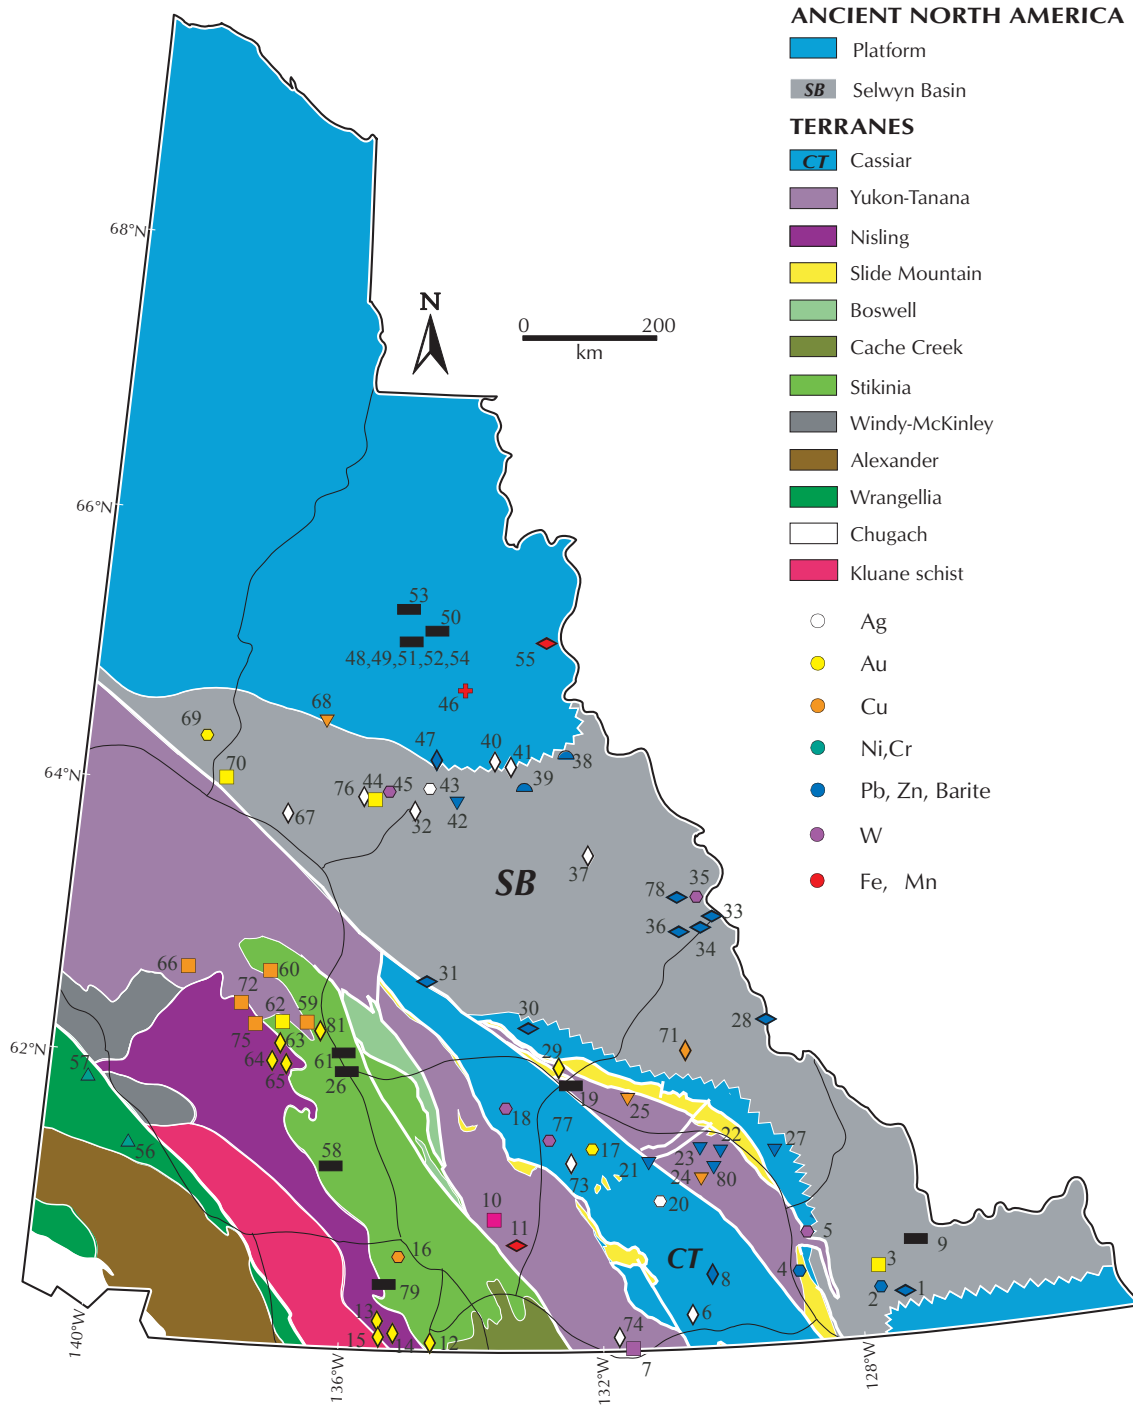 ANCIENT NORTH AMERICA
Platform
SB Selwyn Basin
TERRANES
CT Cassiar
Yukon-Tanana
Nisling
Slide Mountain
Boswell
Cache Creek
Stikinia
Windy-McKinley
Alexander
Wrangellia
Chugach
Kluane schist
Ag
Au
Cu
Ni,Cr
Pb, Zn, Barite
W
Fe, Mn
68°N
N
0 200
km
66°N
53
50
48,49,51,52,54
55
46
68
69
47
40
41
38
70
64°N
76
44
45
43
39
67
32
42
37
SB
78
35
33
36
34
66
60
31
72
62
59
81
30
28
75
63
71
62°N
64
61
29
57
65
26
19
25
18
77
56
17
22
27
58
23
21
73
24
80
20
10
11
5
16
CT
9
3
8
4
79
2
1
13
6
15
14
12
74
7
140°W
136°W
132°W
128°W